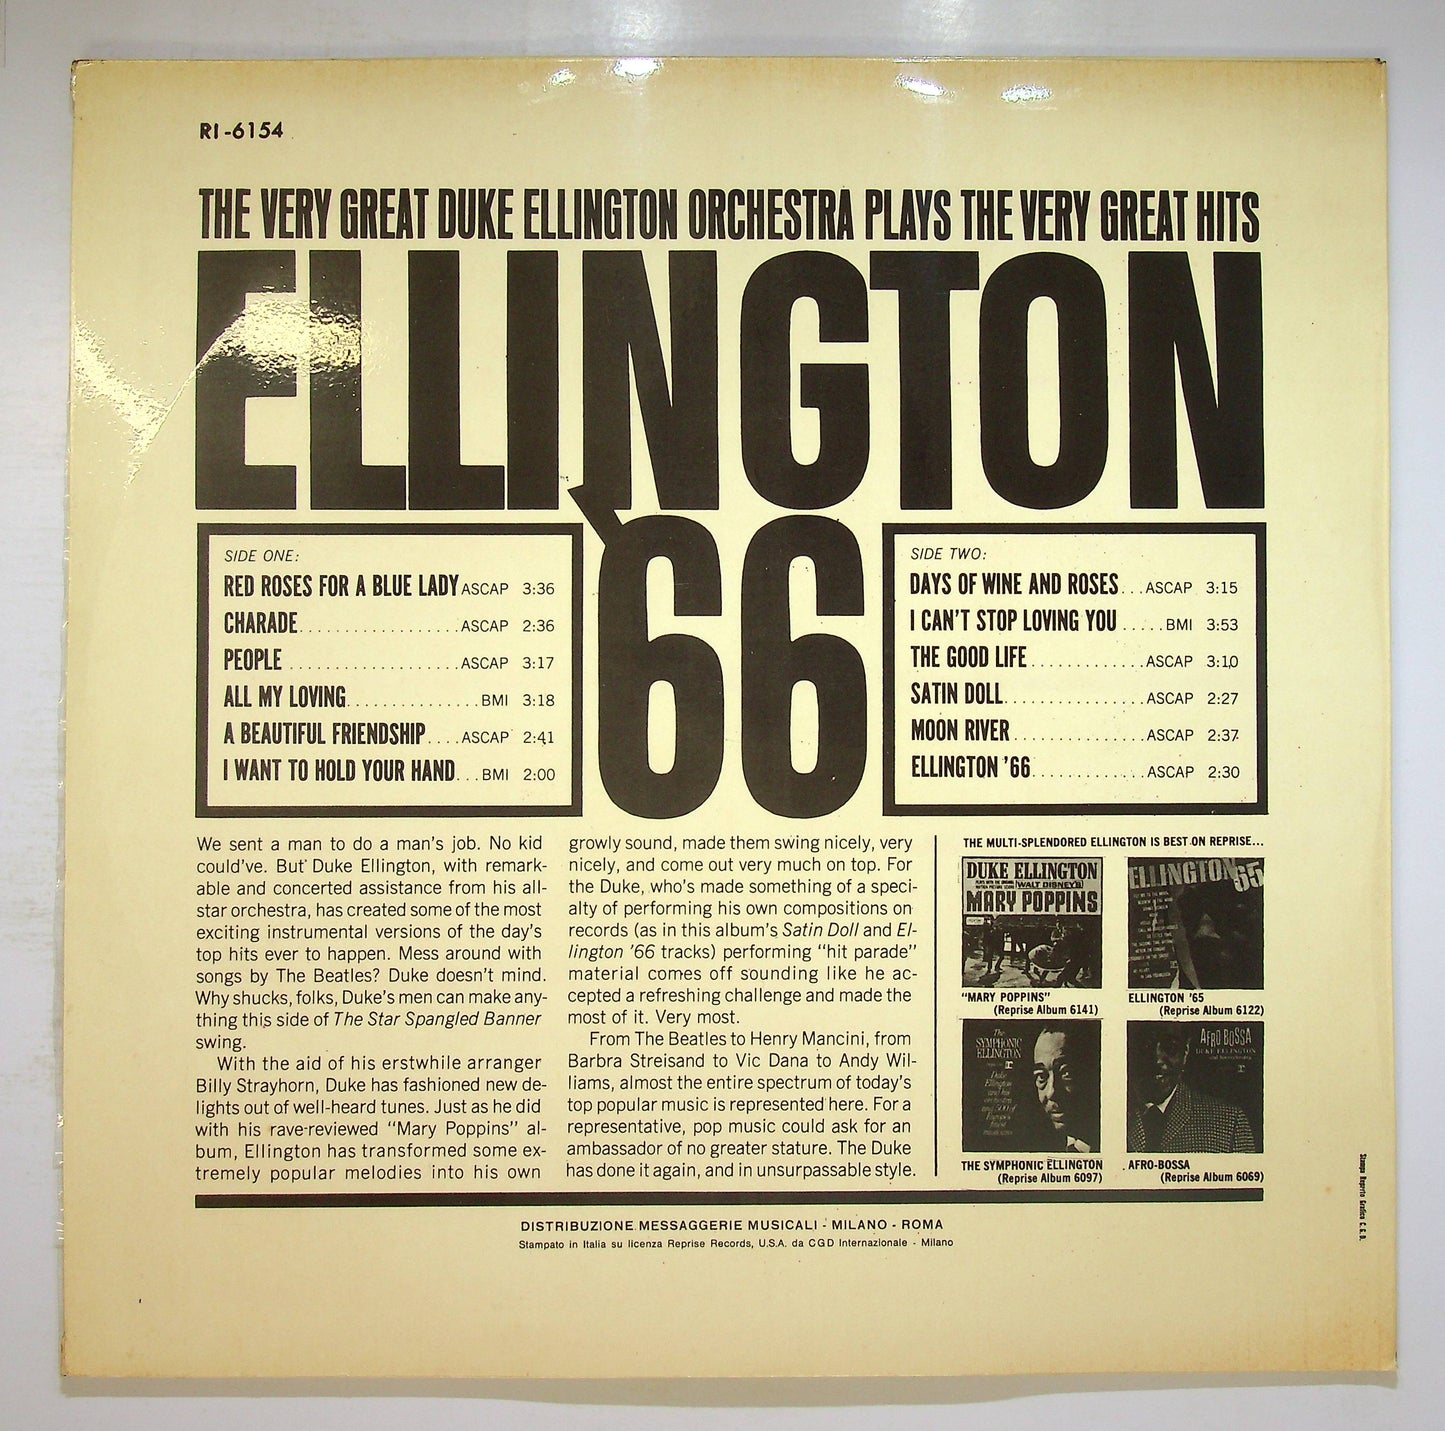 RI-6154
THE VERY GREAT DUKE ELLINGTON ORCHESTRA PLAYS THE VERY GREAT HITS
ELLINGTON
'66
SIDE ONE:
RED ROSES FOR A BLUE LADY ASCAP 3:36
CHARADE.................ASCAP 2:36
PEOPLE .................ASCAP 3:17
ALL MY LOVING...............BMI 3:18
A BEAUTIFUL FRIENDSHIP....ASCAP 2:41
I WANT TO HOLD YOUR HAND...BMI 2:00
SIDE TWO:
DAYS OF WINE AND ROSES...ASCAP 3:15
I CAN'T STOP LOVING YOU .....BMI 3:53
THE GOOD LIFE.............ASCAP 3:10
SATIN DOLL................ASCAP 2:27
MOON RIVER ...............ASCAP 2:37
ELLINGTON '66.............ASCAP 2:30
We sent a man to do a man's job. No kid
could've. But Duke Ellington, with remark-
able and concerted assistance from his all-
star orchestra, has created some of the most
exciting instrumental versions of the day's
top hits ever to happen. Mess around with
songs by The Beatles? Duke doesn't mind.
Why shucks, folks, Duke's men can make any-
thing this side of The Star Spangled Banner
swing.
With the aid of his erstwhile arranger
Billy Strayhorn, Duke has fashioned new de-
lights out of well-heard tunes. Just as he did
with his rave-reviewed "Mary Poppins" al-
bum, Ellington has transformed some ex-
tremely popular melodies into his own
growly sound, made them swing nicely, very
nicely, and come out very much on top. For
the Duke, who's made something of a speci-
alty of performing his own compositions on
records (as in this album's Satin Doll and El-
lington '66 tracks) performing "hit parade"
material comes off sounding like he ac-
cepted a refreshing challenge and made the
most of it. Very most.
From The Beatles to Henry Mancini, from
Barbra Streisand to Vic Dana to Andy Wil-
liams, almost the entire spectrum of today's
top popular music is represented here. For a
representative, pop music could ask for an
ambassador of no greater stature. The Duke
has done it again, and in unsurpassable style.
THE MULTI-SPLENDORED ELLINGTON IS BEST ON REPRISE...
DUKE ELLINGTON
WALT DISNEY'S
MARY POPPINS
"MARY POPPINS"
(Reprise Album 6141)
ELLINGTON '65
ELLINGTON '65
(Reprise Album 6122)
The
SYMPHONIC
ELLINGTON
Duke
Ellington
THE SYMPHONIC ELLINGTON
(Reprise Album 6097)
AFRO BOSSA
DUKE ELLINGTON
AFRO-BOSSA
(Reprise Album 6069)
Stampa Reparto Grafico C.G.D.
DISTRIBUZIONE MESSAGGERIE MUSICALI - MILANO - ROMA
Stampato in Italia su licenza Reprise Records, U.S.A. da CGD Internazionale - Milano